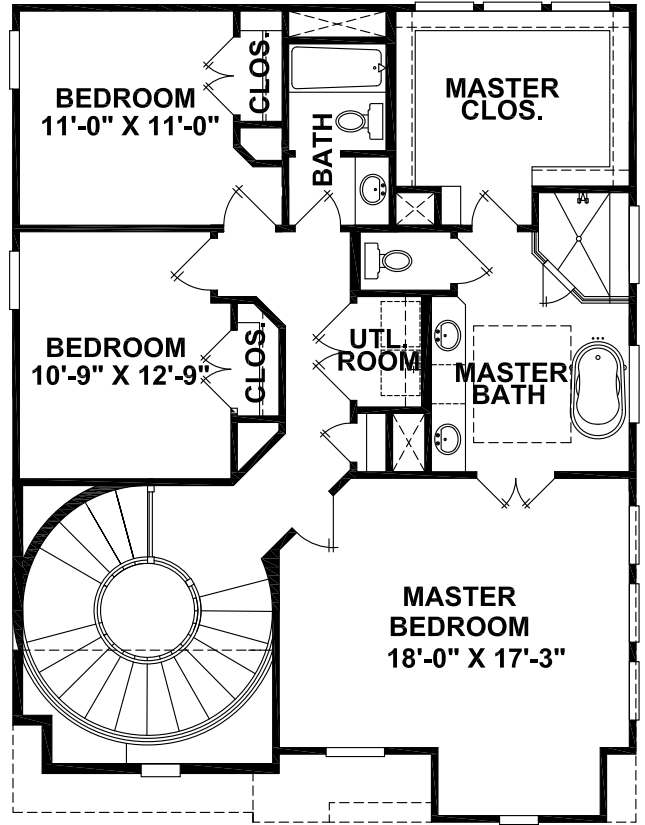 BEDROOM
11'-0" X 11'-0"
CLOS.
BATH
MASTER
CLOS.
BEDROOM
10'-9" X 12'-9"
CLOS.
UTL.
ROOM
MASTER
BATH
MASTER
BEDROOM
18'-0" X 17'-3"